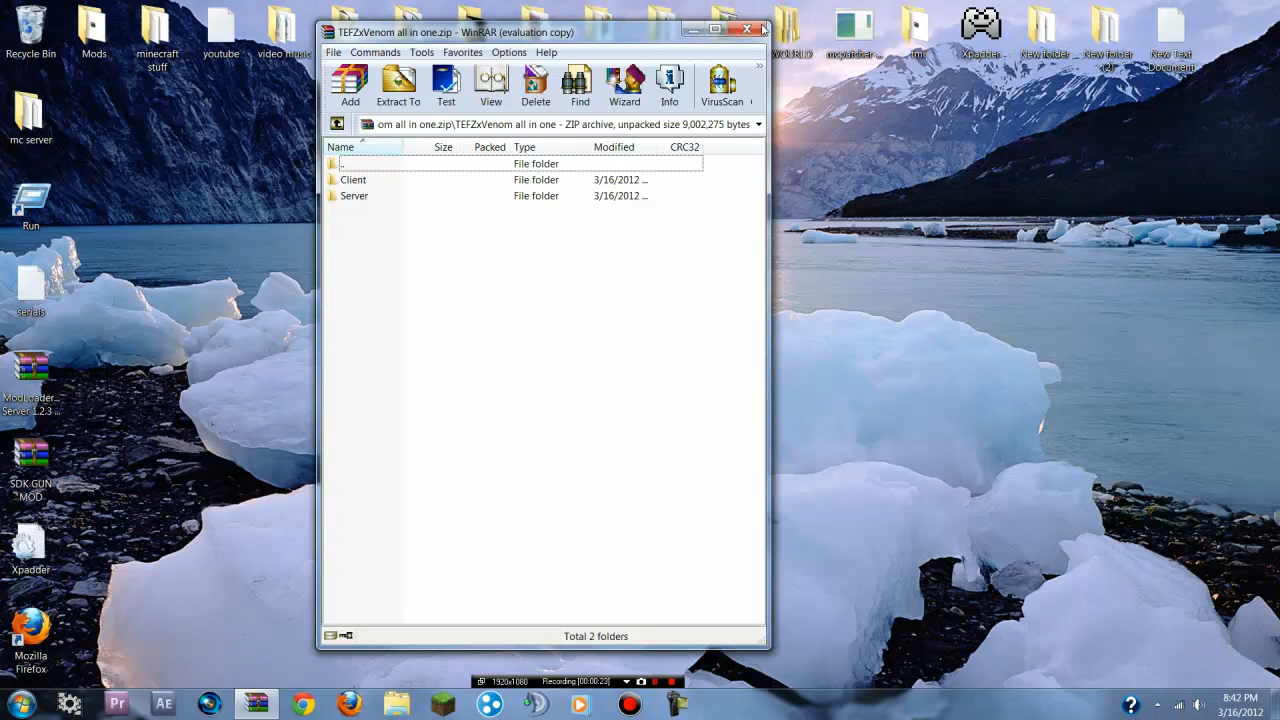 TEFZxVenom all in one.zip - WinRAR (evaluation copy)
File Commands Tools Favorites Options Help
Add Extract To Test View Delete Find Wizard Info VirusScan
om all in one.zip\TEFZxVenom all in one - ZIP archive, unpacked size 9,002,275 bytes
Name Size Packed Type Modified CRC32
.. File folder
Client File folder 3/16/2012 ...
Server File folder 3/16/2012 ...
Total 2 folders
Recycle Bin
Mods
minecraft
stuff
youtube
video music
mcpatcher ...
Xpadder
New folder
New folder
(2)
New Text
Document
mc server
Run
serials
ModLoader...
Server 1.2.3 ...
SDK GUN
MOD
Xpadder
Mozilla
Firefox
1920x1080 Recording [00:00:23]
Pr
AE
?
8:42 PM
3/16/2012